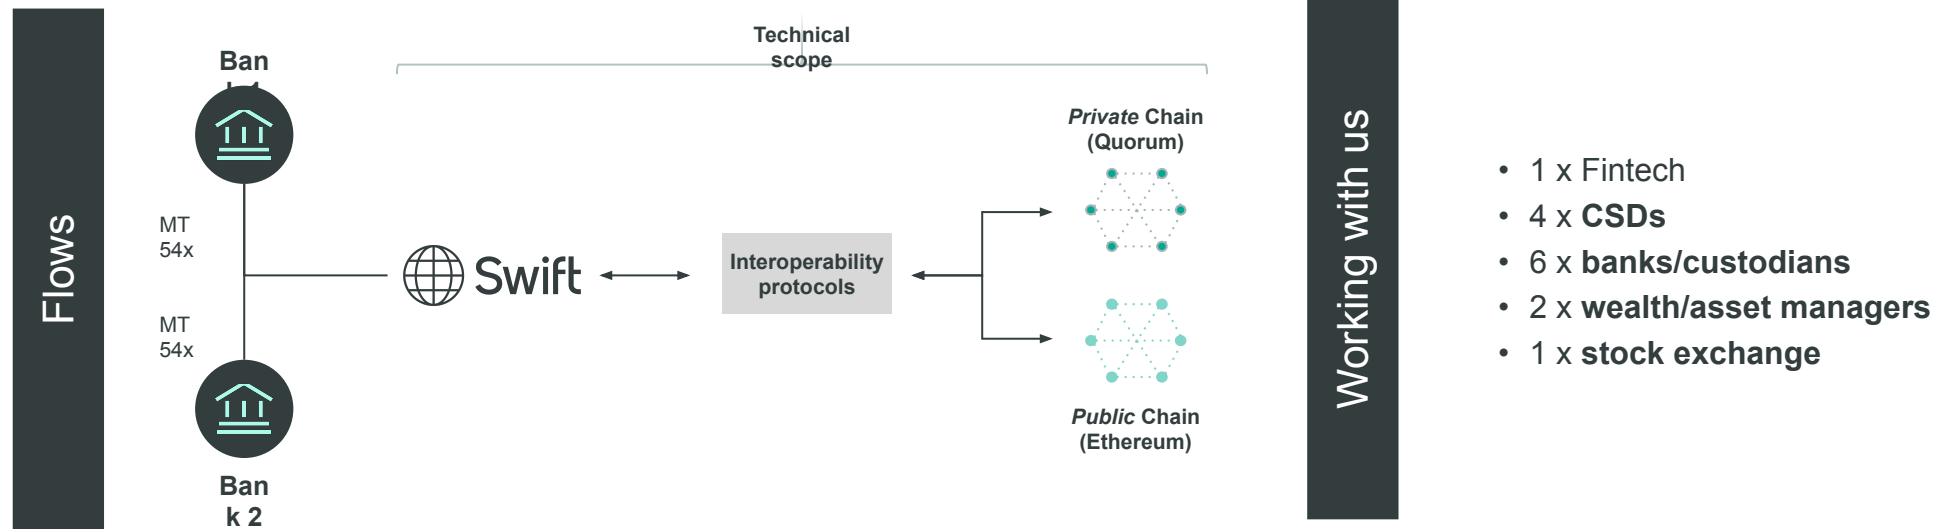 Flows
Ban
MT
54x
MT
54x
Ban
k 2
Technical
scope
Swift
Interoperability
protocols
Private Chain
(Quorum)
Public Chain
(Ethereum)
Working with us
• 1 x Fintech
• 4 x CSDs
• 6 x banks/custodians
• 2 x wealth/asset managers
• 1 x stock exchange